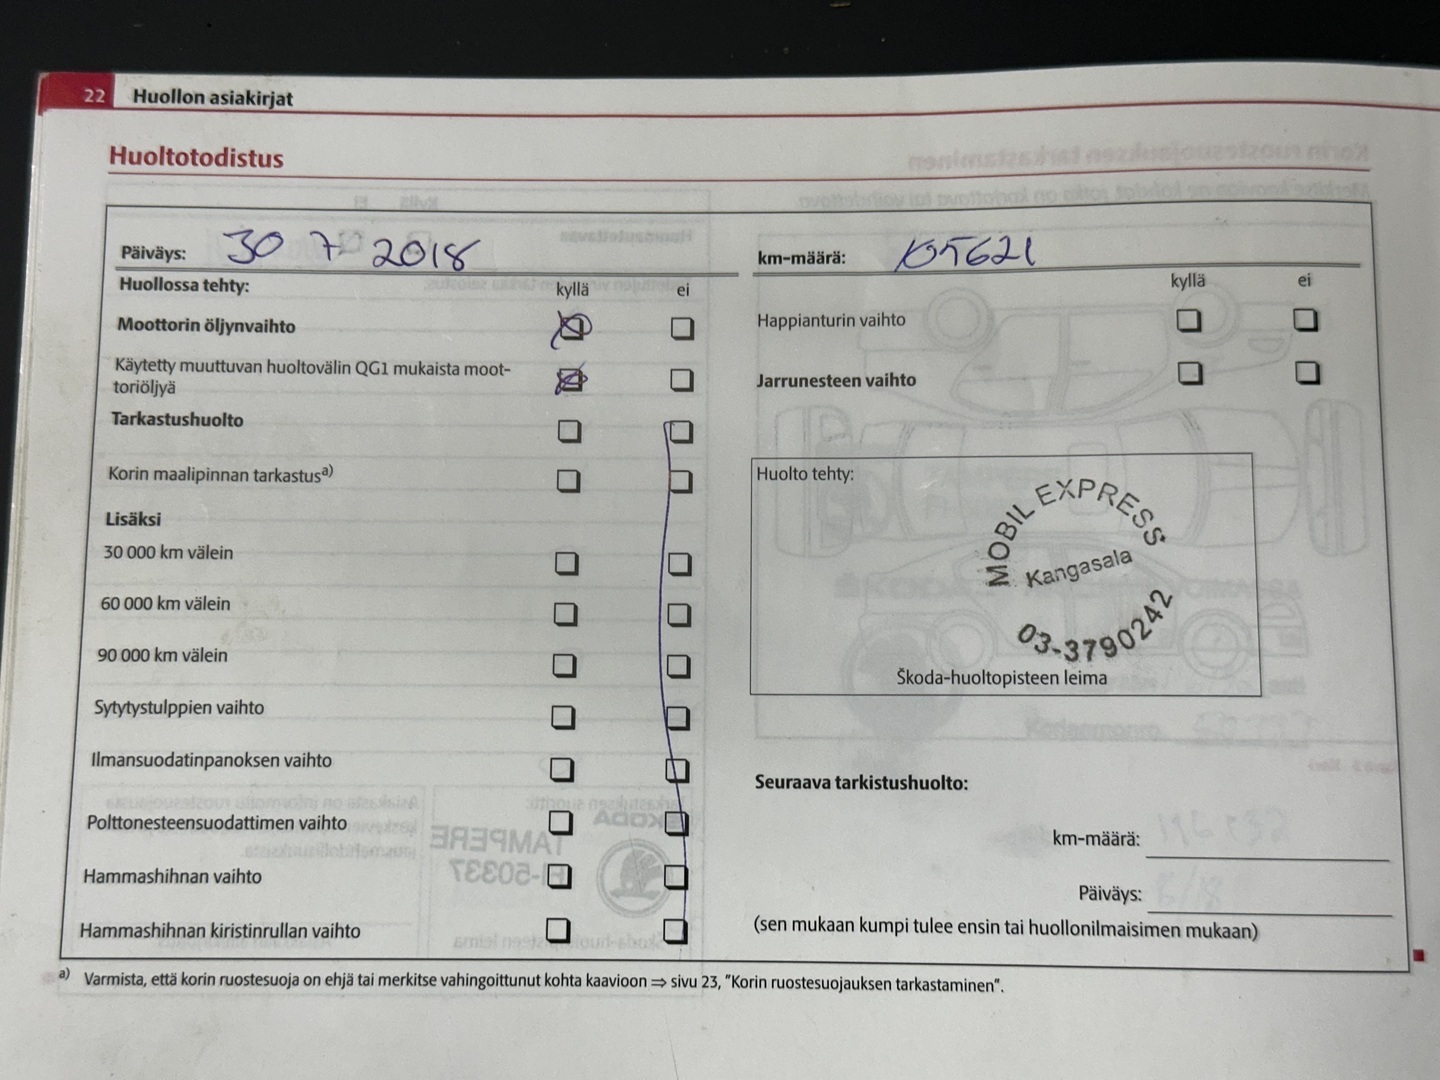 22 Huollon asiakirjat
Huoltotodistus
Päiväys: 30 7 2018
km-määrä: 105621
Huollossa tehty: kyllä ei
kyllä ei
Moottorin öljynvaihto
Happianturin vaihto
Käytetty muuttuvan huoltovälin QG1 mukaista moot-
toriöljyä
Jarrunesteen vaihto
Tarkastushuolto
Korin maalipinnan tarkastus a)
Lisäksi
30 000 km välein
60 000 km välein
90 000 km välein
Sytytystulppien vaihto
Ilmansuodatinpanoksen vaihto
Polttonesteensuodattimen vaihto
Hammashihnan vaihto
Hammashihnan kiristinrullan vaihto
Huolto tehty:
MOBIL EXPRESS
Kangasala
03-3790242
Škoda-huoltopisteen leima
Seuraava tarkistushuolto:
km-määrä:
Päiväys:
(sen mukaan kumpi tulee ensin tai huollonilmaisimen mukaan)
a) Varmista, että korin ruostesuoja on ehjä tai merkitse vahingoittunut kohta kaavioon ⇒ sivu 23, "Korin ruostesuojauksen tarkastaminen".